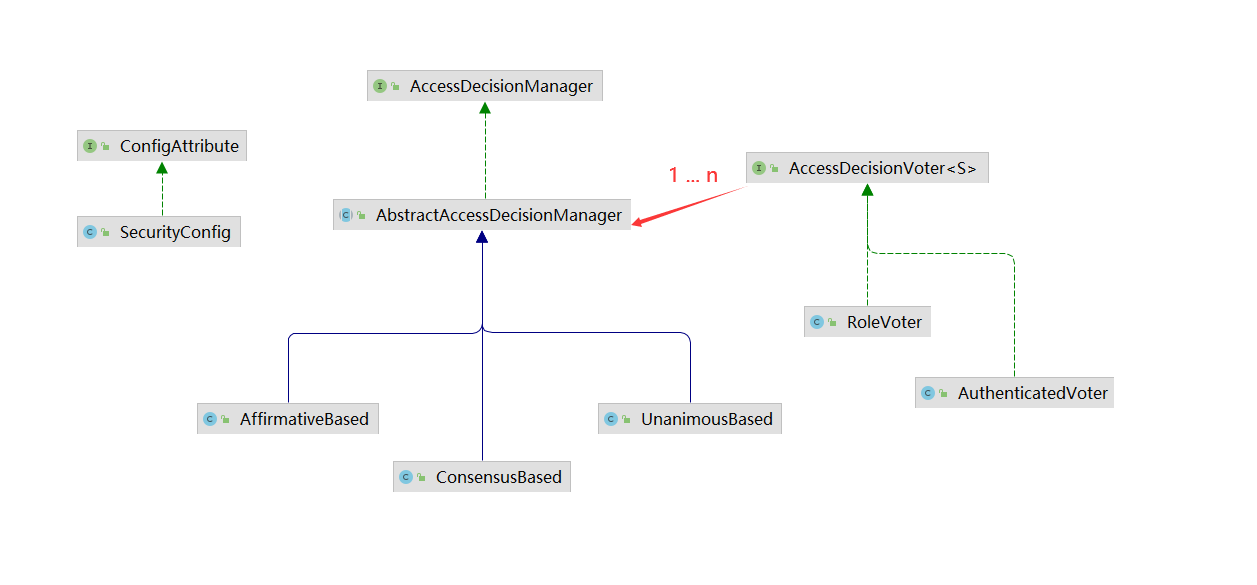 AccessDecisionManager
ConfigAttribute
AccessDecisionVoter<S>
1 ... n
AbstractAccessDecisionManager
SecurityConfig
RoleVoter
AuthenticatedVoter
AffirmativeBased
UnanimousBased
ConsensusBased